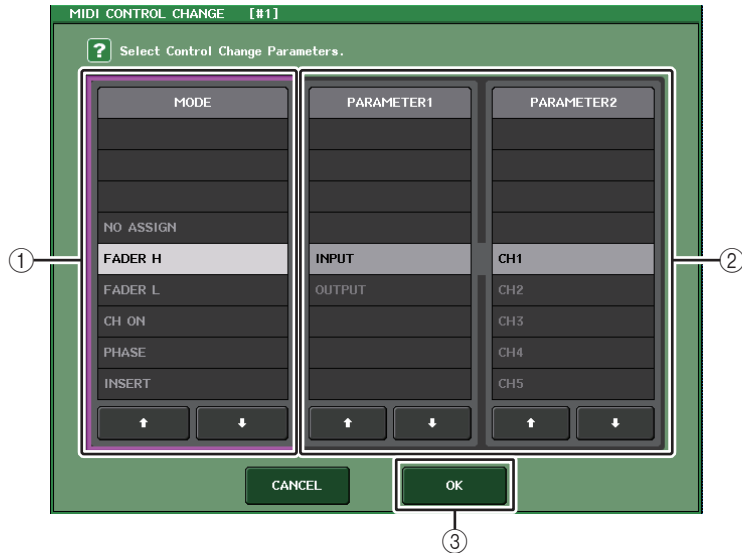 MIDI CONTROL CHANGE [#1]
? Select Control Change Parameters.
MODE
NO ASSIGN
FADER H
FADER L
CH ON
PHASE
INSERT
PARAMETER1
INPUT
OUTPUT
PARAMETER2
CH1
CH2
CH3
CH4
CH5
①
②
CANCEL
OK
③